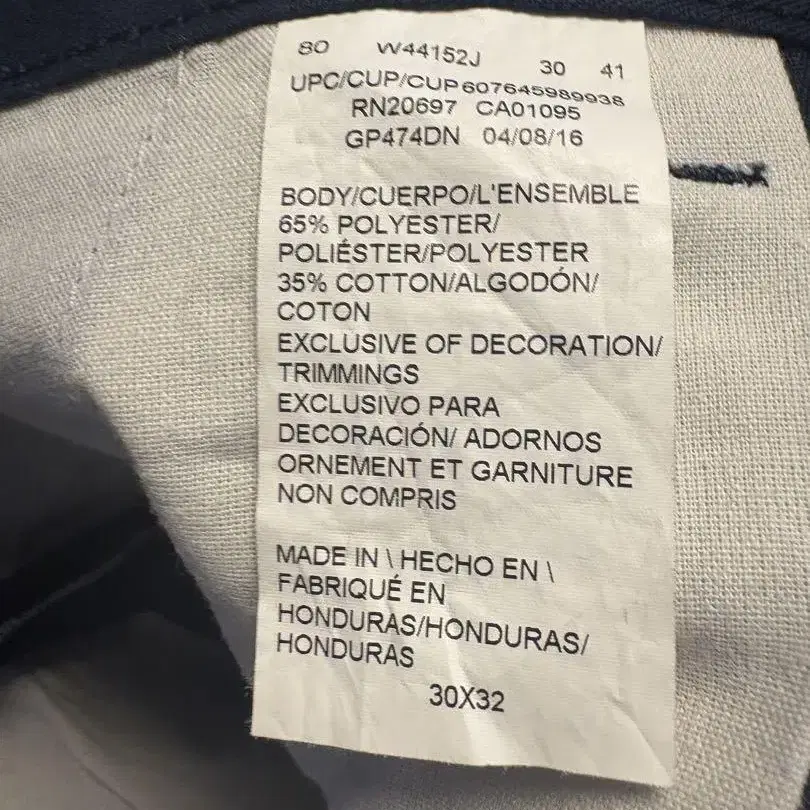 80 W44152J 30 41
UPC/CUP/CUP 607645989938
RN20697 CA01095
GP474DN 04/08/16
BODY/CUERPO/L'ENSEMBLE
65% POLYESTER/
POLIÉSTER/POLYESTER
35% COTTON/ALGODÓN/
COTON
EXCLUSIVE OF DECORATION/
TRIMMINGS
EXCLUSIVO PARA
DECORACIÓN/ ADORNOS
ORNEMENT ET GARNITURE
NON COMPRIS
MADE IN \ HECHO EN \
FABRIQUÉ EN
HONDURAS/HONDURAS/
HONDURAS
30X32